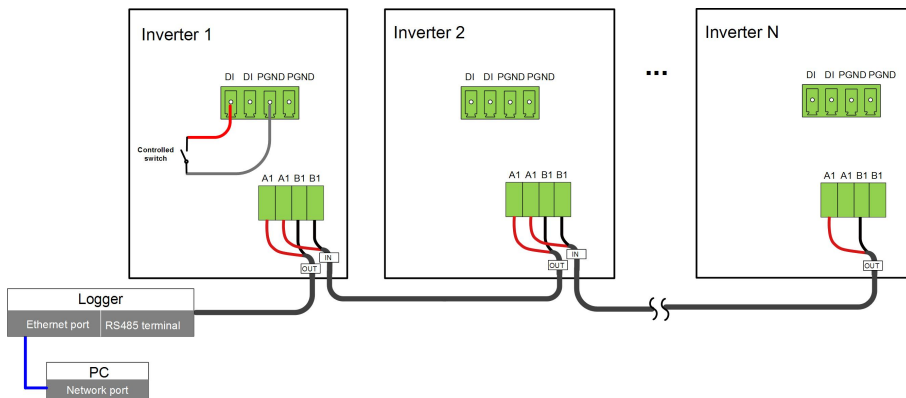 Inverter 1
DI DI PGND PGND
Controlled
switch
A1 A1 B1 B1
OUT
IN
Inverter 2
DI DI PGND PGND
A1 A1 B1 B1
OUT
IN
...
Inverter N
DI DI PGND PGND
A1 A1 B1 B1
OUT
Logger
Ethernet port
RS485 terminal
PC
Network port